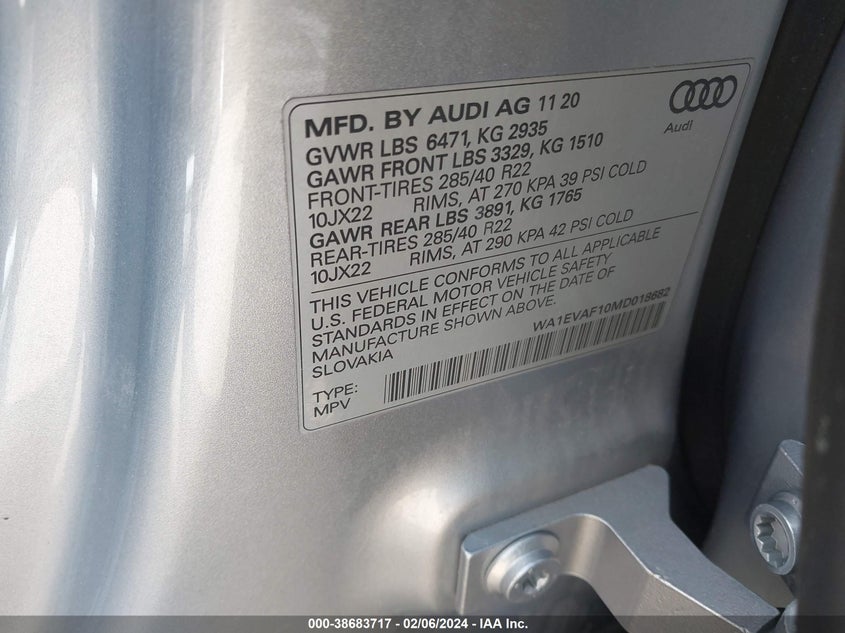 MFD. BY AUDI AG 11 20
Audi
GVWR LBS 6471, KG 2935
GAWR FRONT LBS 3329, KG 1510
FRONT-TIRES 285/40 R22
10JX22 RIMS, AT 270 KPA 39 PSI COLD
GAWR REAR LBS 3891, KG 1765
REAR-TIRES 285/40 R22
10JX22 RIMS, AT 290 KPA 42 PSI COLD
THIS VEHICLE CONFORMS TO ALL APPLICABLE
U.S. FEDERAL MOTOR VEHICLE SAFETY
STANDARDS IN EFFECT ON THE DATE OF
MANUFACTURE SHOWN ABOVE.
SLOVAKIA
WA1EVAF10MD018682
TYPE:
MPV
000-38683717 - 02/06/2024 - IAA Inc.